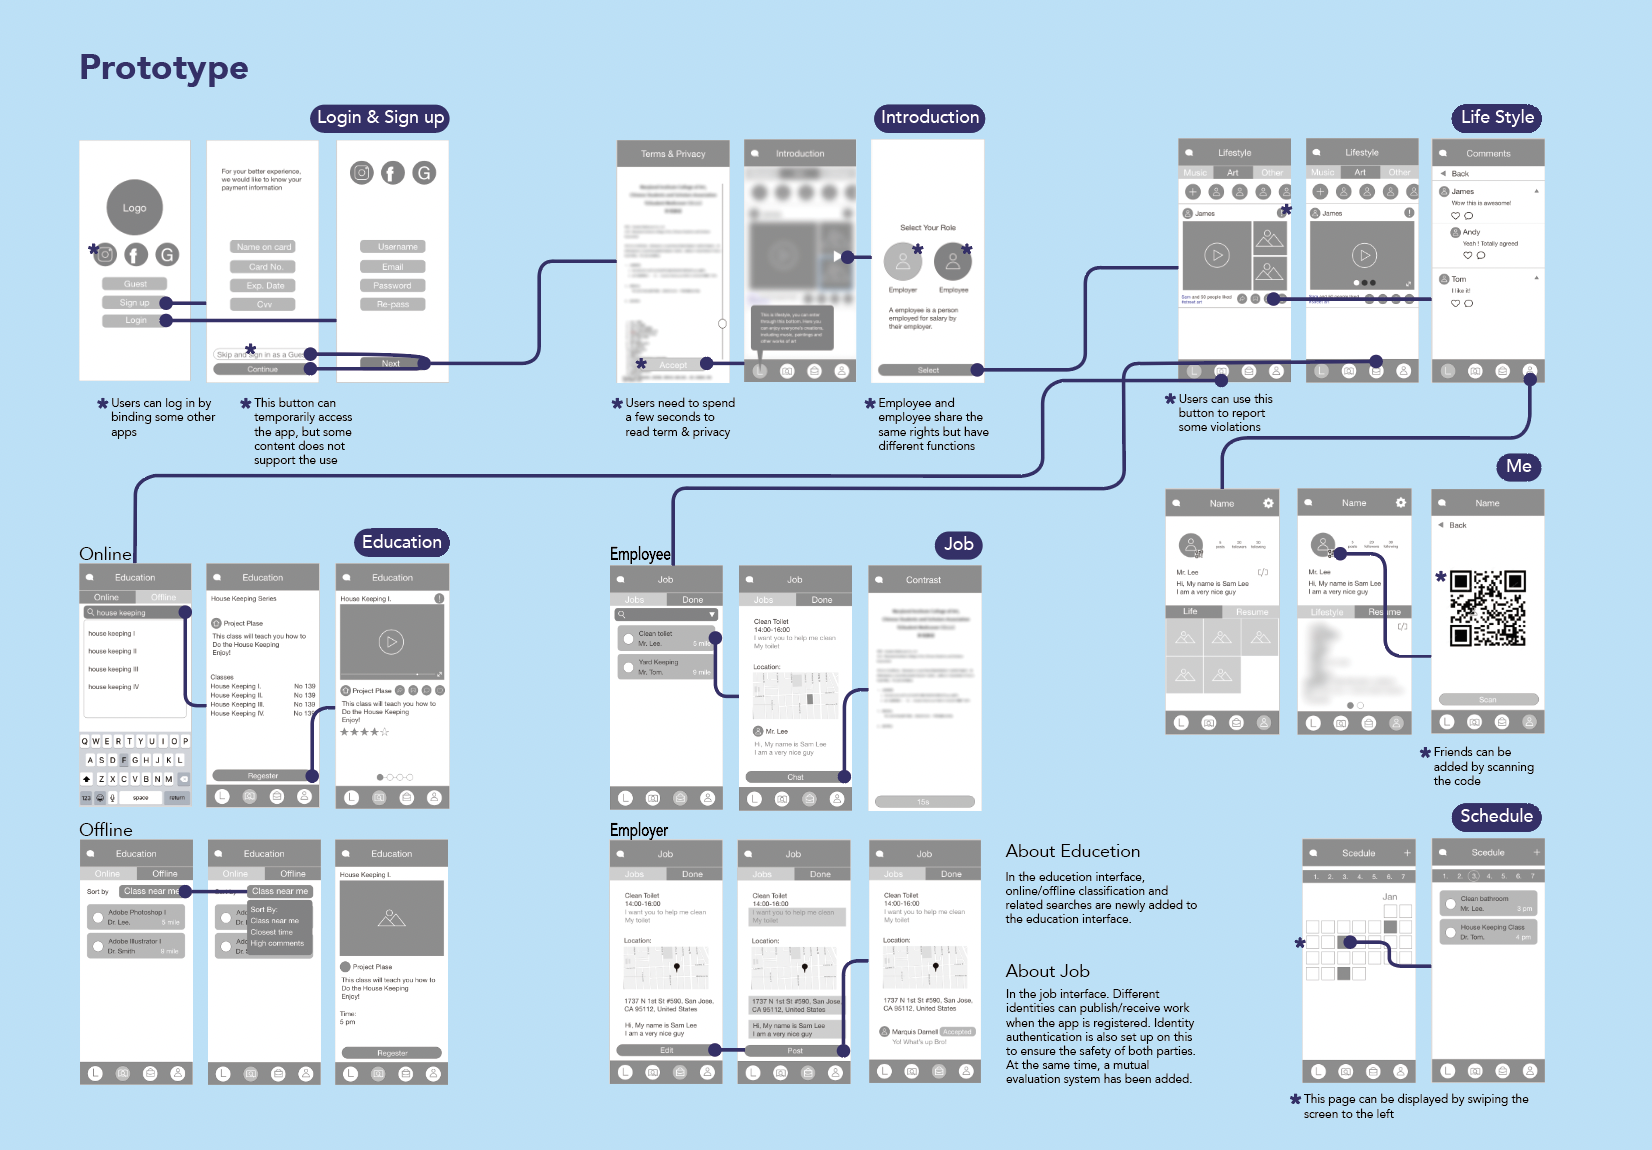 Prototype
Login & Sign up
Logo
G
Guest
Sign up
Login
For your better experience,
we would like to know your
payment information
Name on card
Card No.
Exp. Date
Cvv
Skip and sign in as a Gues
Continue
f
G
Username
Email
Password
Re-pass
Next
* Users can log in by
binding some other
apps
* This button can
temporarily access
the app, but some
content does not
support the use
Introduction
Terms & Privacy
Accept
Introduction
This is lifestyle, you can enter
through this button. Here you
can enjoy everyone's creations,
including music, paintings and
other works of art
L
Select Your Role
Employer
Employee
A employee is a person
employed for salary by
their employer.
Select
* Users need to spend
a few seconds to
read term & privacy
* Employee and
employee share the
same rights but have
different functions
Life Style
Lifestyle
Music
Art
Other
James
Lifestyle
Music
Art
Other
James
Comments
Back
James
Wow this is awesome!
Andy
Yeah ! Totally agreed
Tom
I like it!
* Users can use this
button to report
some violations
Me
Name
Mr. Lee
Hi, My name is Sam Lee
I am a very nice guy
Life
Resume
Name
Mr. Lee
Hi, My name is Sam Lee
I am a very nice guy
Lifestyle
Resume
Name
Back
Scan
* Friends can be
added by scanning
the code
Education
Online
Education
Online
Offline
house keeping
house keeping I
house keeping II
house keeping III
house keeping IV
Q W E R T Y U I O P
A S D F G H J K L
Z X C V B N M
123 space return
Education
House Keeping Series
Project Plase
This class will teach you how to
Do the House Keeping
Enjoy!
Classes
House Keeping I. No 139
House Keeping II. No 139
House Keeping III. No 139
House Keeping IV. No 139
Regester
Education
House Keeping I.
Project Plase
This class will teach you how to
Do the House Keeping
Enjoy!
Offline
Education
Online
Offline
Sort by
Class near me
Adobe Photoshop I
Dr. Lee. 5 mile
Adobe Illustrator I
Dr. Smith 9 mile
Education
Online
Offline
Class near me
Sort By:
Class near me
Closest time
High comments
Education
House Keeping I.
Project Plase
This class will teach you how to
Do the House Keeping
Enjoy!
Time:
5 pm
Regester
Job
Employee
Job
Jobs
Done
Clean toilet
Mr. Lee. 5 mile
Yard Keeping
Mr. Tom. 9 mile
Job
Jobs
Done
Clean Toilet
14:00-16:00
I want you to help me clean
My toilet
Location:
Mr. Lee
Hi, My name is Sam Lee
I am a very nice guy
Chat
Contrast
15s
Employer
Job
Jobs
Done
Clean Toilet
14:00-16:00
I want you to help me clean
My toilet
Location:
1737 N 1st St #590, San Jose,
CA 95112, United States
Hi, My name is Sam Lee
I am a very nice guy
Edit
Job
Jobs
Done
Clean Toilet
14:00-16:00
I want you to help me clean
My toilet
Location:
1737 N 1st St #590, San Jose,
CA 95112, United States
Hi, My name is Sam Lee
I am a very nice guy
Post
Job
Jobs
Done
Clean Toilet
14:00-16:00
I want you to help me clean
My toilet
Location:
1737 N 1st St #590, San Jose,
CA 95112, United States
Marquis Darnell Accepted
Yo! What's up Bro!
About Educetion
In the education interface,
online/offline classification and
related searches are newly added to
the education interface.
About Job
In the job interface. Different
identities can publish/receive work
when the app is registered. Identity
authentication is also set up on this
to ensure the safety of both parties.
At the same time, a mutual
evaluation system has been added.
Schedule
Scedule +
1. 2. 3. 4. 5. 6. 7
Jan
Scedule +
1. 2. 3. 4. 5. 6. 7
Clean bathroom
Mr. Lee. 3 pm
House Keeping Class
Dr. Tom. 4 pm
* This page can be displayed by swiping the
screen to the left